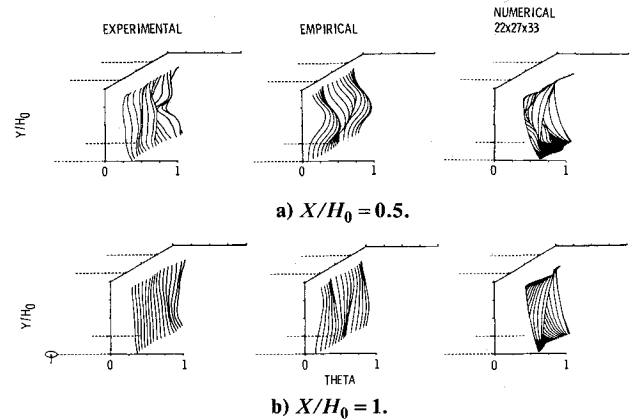 EXPERIMENTAL EMPIRICAL NUMERICAL
22x27x33
Y/H0
0 1 0 1 0 1
a) X/H0 = 0.5.
Y/H0
0 1 0 1 0 1
THETA
b) X/H0 = 1.